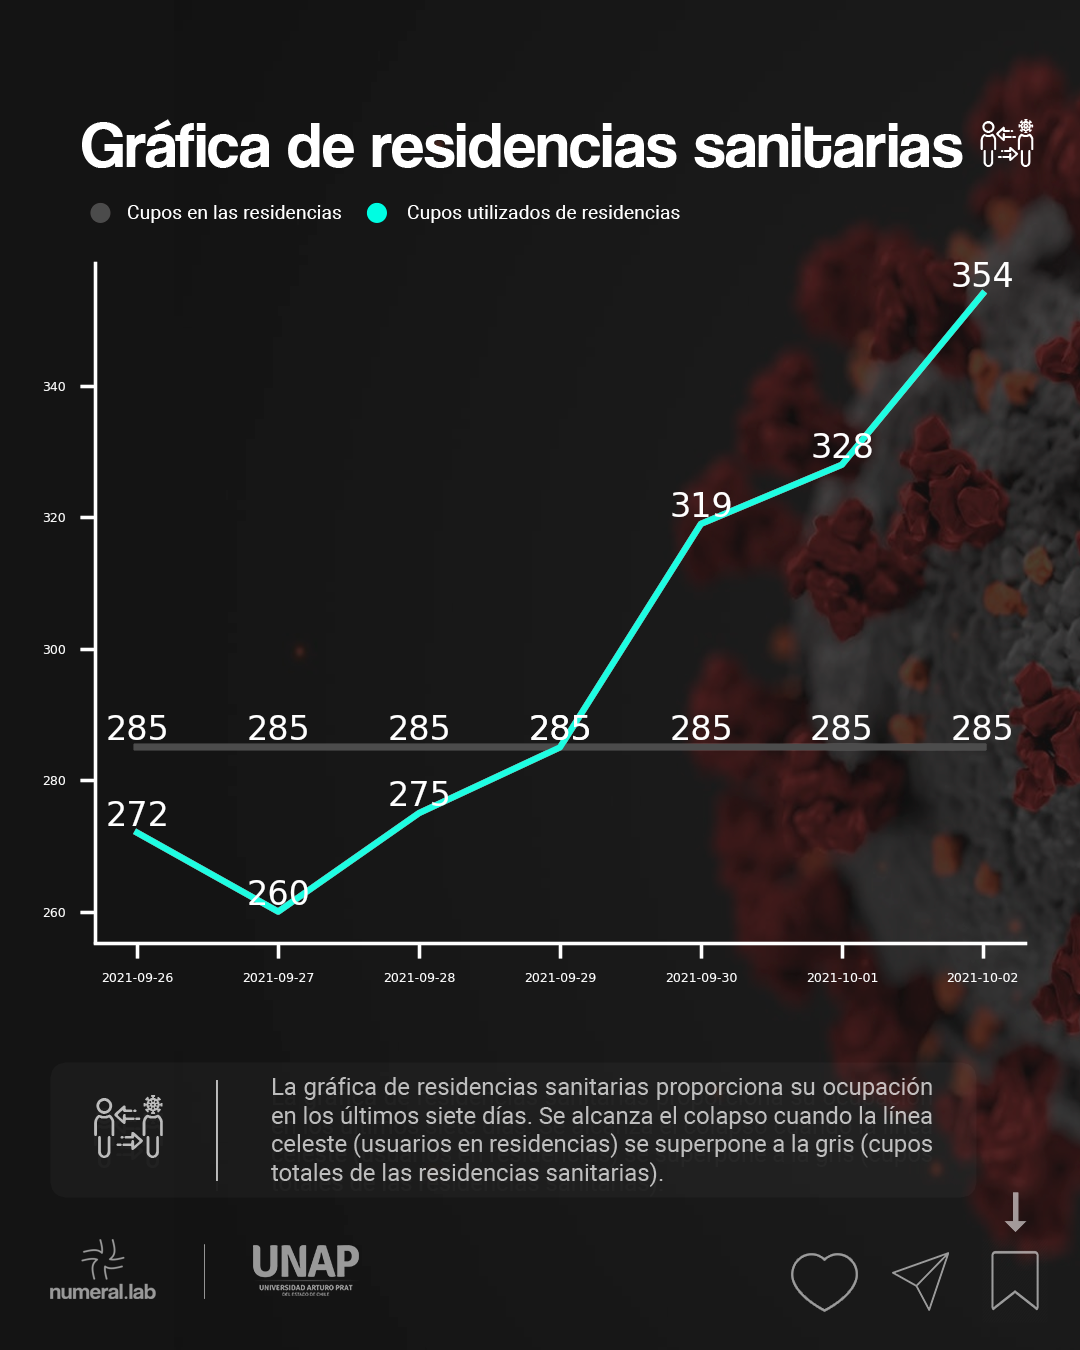 Gráfica de residencias sanitarias
Cupos en las residencias Cupos utilizados de residencias
354
340
328
320
319
300
285 285 285 285 285 285 285
280
275
272
260
260
2021-09-26 2021-09-27 2021-09-28 2021-09-29 2021-09-30 2021-10-01 2021-10-02
La gráfica de residencias sanitarias proporciona su ocupación
en los últimos siete días. Se alcanza el colapso cuando la línea
celeste (usuarios en residencias) se superpone a la gris (cupos
totales de las residencias sanitarias).
numeral.lab
UNAP
UNIVERSIDAD ARTURO PRAT
DEL ESTADO DE CHILE